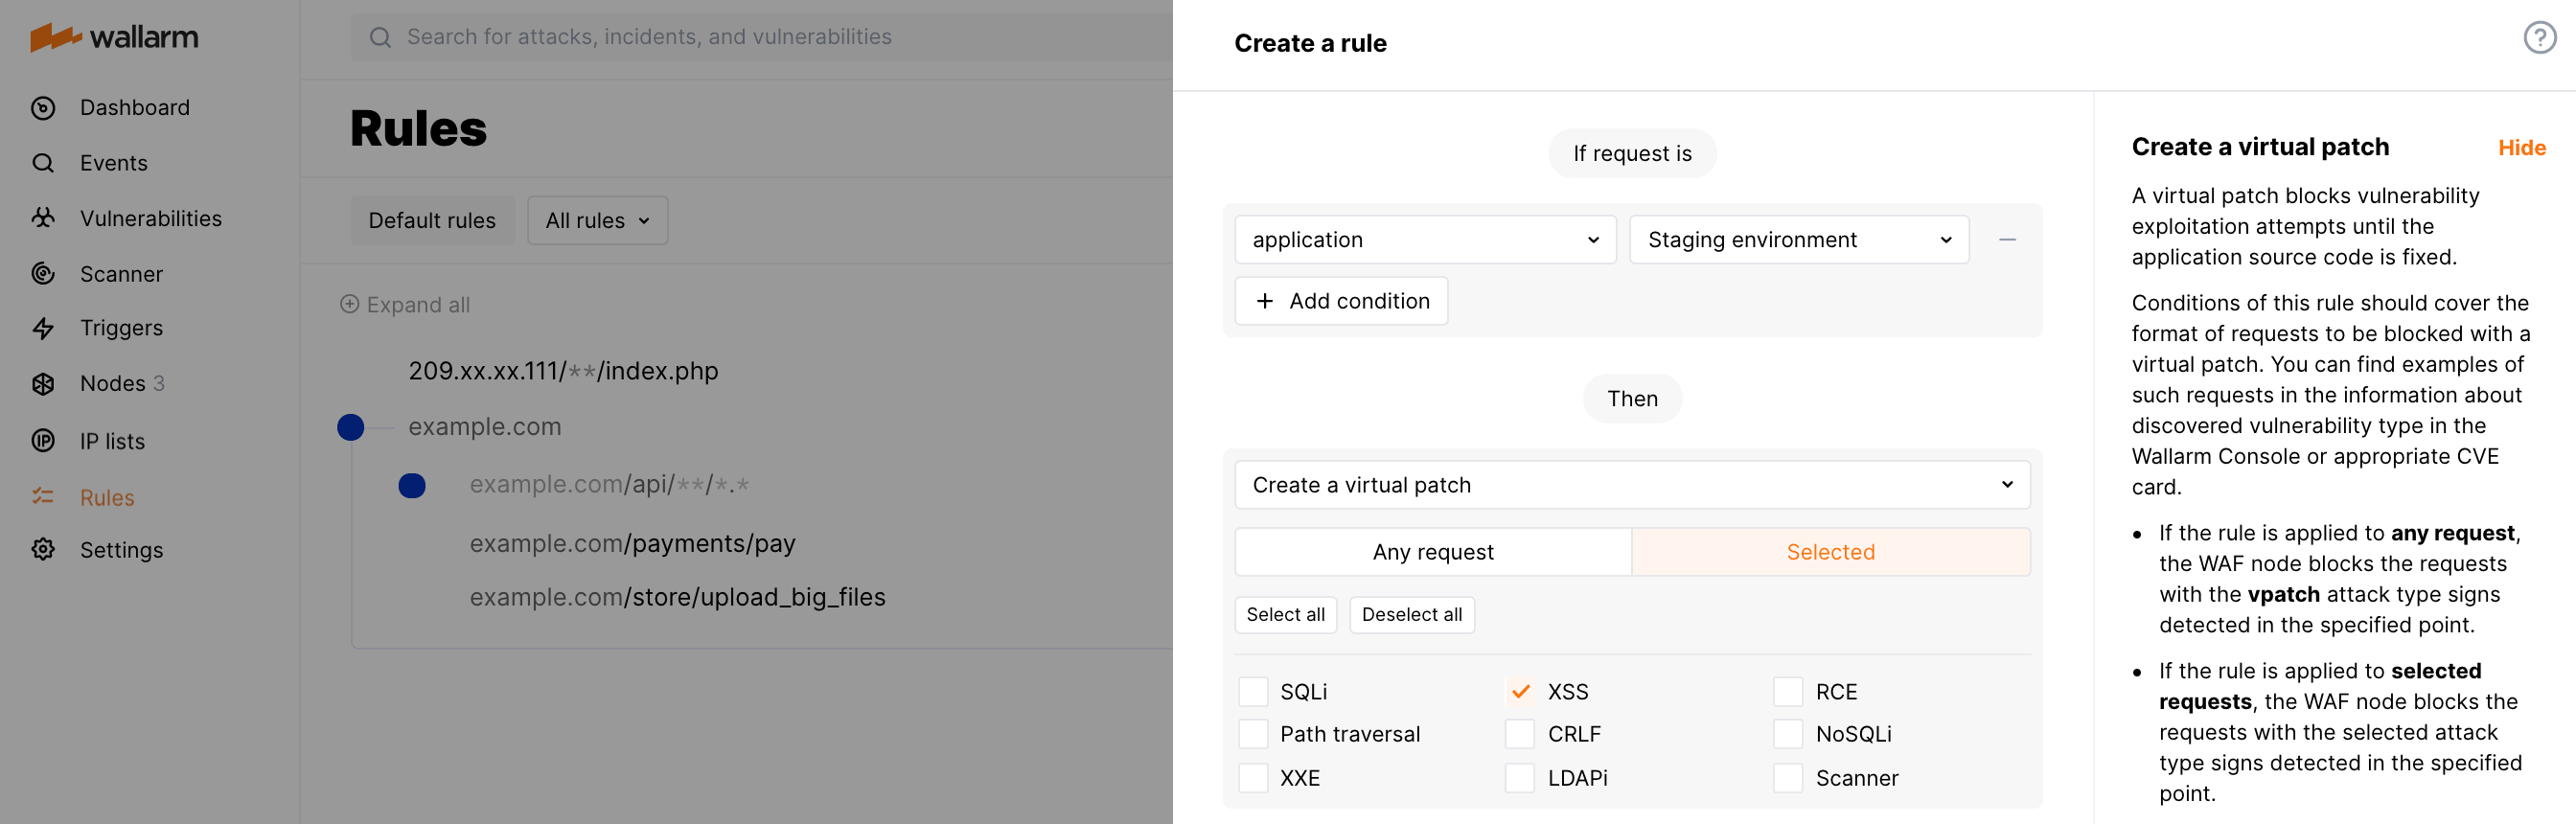 wallarm
Dashboard
Events
Vulnerabilities
Scanner
Triggers
Nodes 3
IP lists
Rules
Settings
Search for attacks, incidents, and vulnerabilities
Rules
Default rules
All rules
Expand all
209.xx.xx.111/**/index.php
example.com
example.com/api/**/*.*
example.com/payments/pay
example.com/store/upload_big_files
Create a rule
?
If request is
application
Staging environment
+ Add condition
Then
Create a virtual patch
Any request
Selected
Select all
Deselect all
SQLi
XSS
RCE
Path traversal
CRLF
NoSQLi
XXE
LDAPi
Scanner
Create a virtual patch
Hide
A virtual patch blocks vulnerability
exploitation attempts until the
application source code is fixed.
Conditions of this rule should cover the
format of requests to be blocked with a
virtual patch. You can find examples of
such requests in the information about
discovered vulnerability type in the
Wallarm Console or appropriate CVE
card.
• If the rule is applied to any request,
the WAF node blocks the requests
with the vpatch attack type signs
detected in the specified point.
• If the rule is applied to selected
requests, the WAF node blocks the
requests with the selected attack
type signs detected in the specified
point.